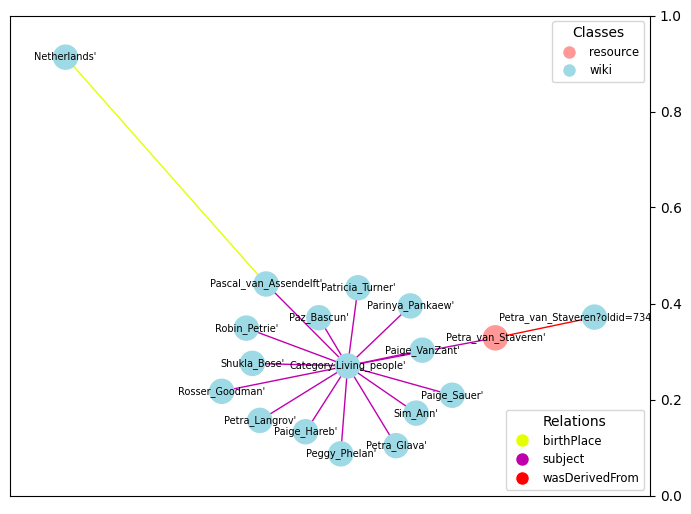 1.0
Classes
resource
wiki
Netherlands'
0.8
0.6
Pascal_van_Assendelft'
Patricia_Turner'
0.4
Parinya_Pankaew'
Paz_Bascun'
Petra_van_Staveren?oldid=734
Robin_Petrie'
Petra_van_Staveren'
Paige_VanZant'
Shukla_Bose'
Category:Living_people'
Rosser_Goodman'
Paige_Sauer'
0.2
Sim_Ann'
Petra_Langrov'
Paige_Hareb'
Petra_Glava'
Peggy_Phelan'
Relations
birthPlace
subject
wasDerivedFrom
0.0